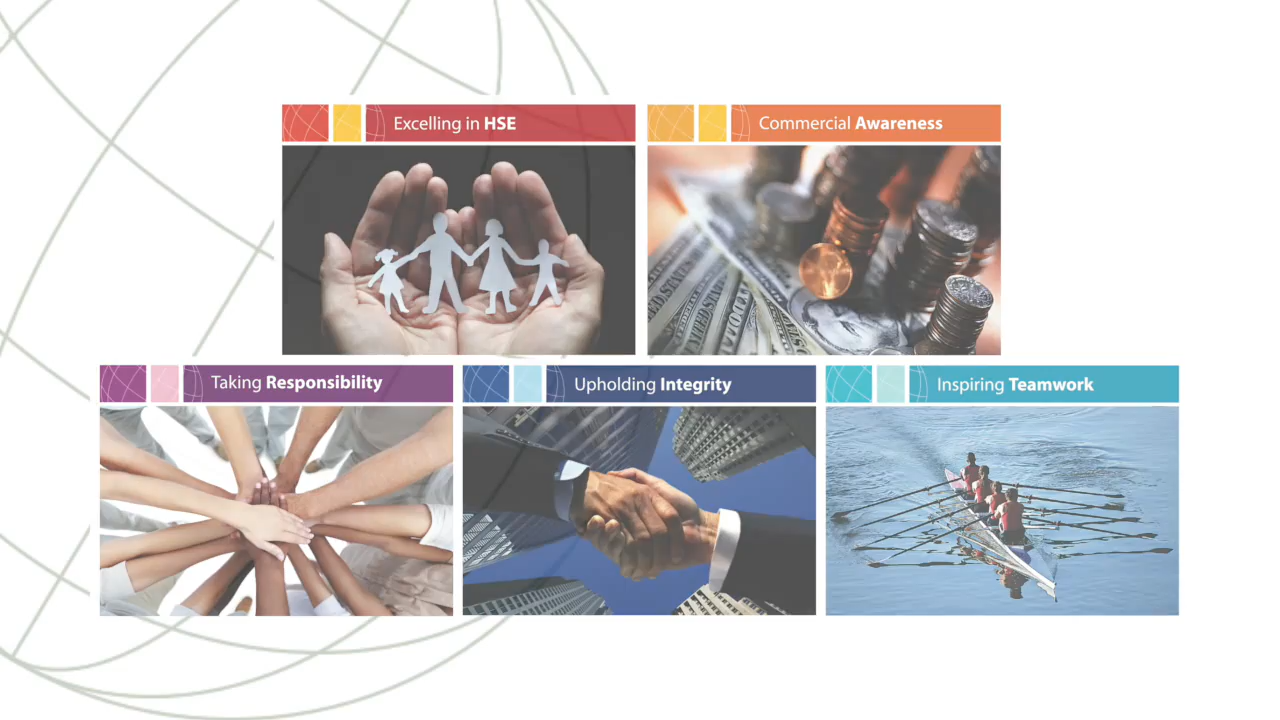 Excelling in HSE
Commercial Awareness
Taking Responsibility
Upholding Integrity
Inspiring Teamwork